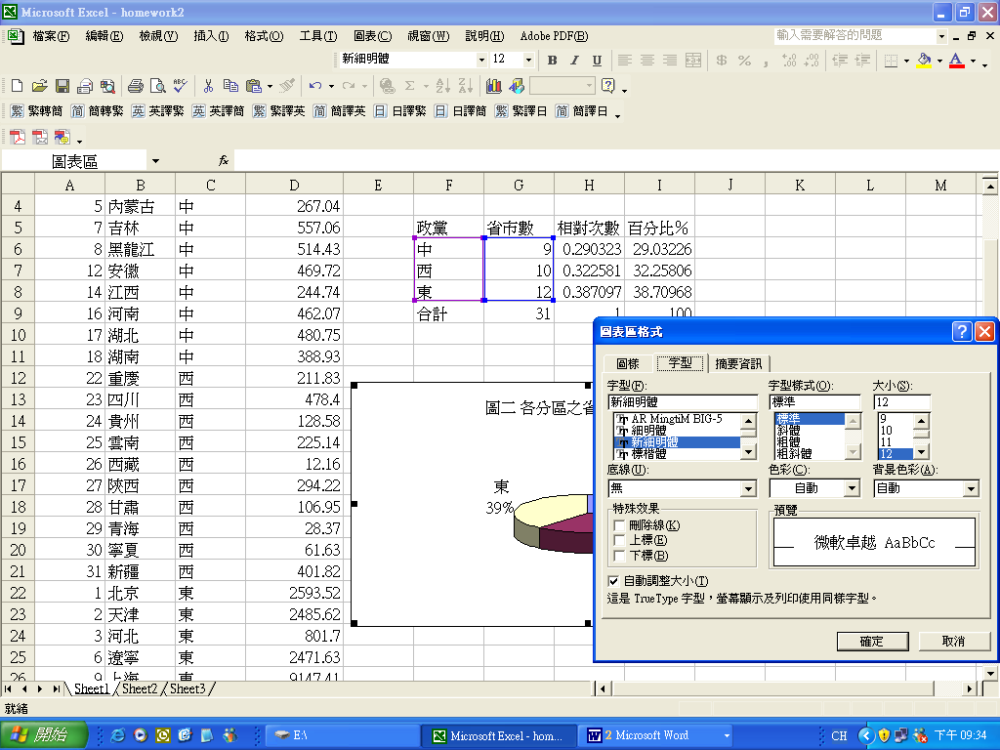 Microsoft Excel - homework2
檔案(F) 編輯(E) 檢視(V) 插入(I) 格式(O) 工具(T) 圖表(C) 視窗(W) 說明(H) Adobe PDF(B) 輸入需要解答的問題
新細明體 12 B I U $ % ,
繁轉簡 簡轉繁 英譯繁 英譯簡 繁譯英 簡譯英 日譯繁 日譯簡 繁譯日 簡譯日
圖表區 fx
A B C D E F G H I J K L M
4 5 內蒙古 中 267.04
5 7 吉林 中 557.06 政黨 省市數 相對次數 百分比%
6 8 黑龍江 中 514.43 中 9 0.290323 29.03226
7 12 安徽 中 469.72 西 10 0.322581 32.25806
8 14 江西 中 244.74 東 12 0.387097 38.70968
9 16 河南 中 462.07 合計 31 1 100
10 17 湖北 中 480.75
11 18 湖南 中 388.93
12 22 重慶 西 211.83
13 23 四川 西 478.4
14 24 貴州 西 128.58
15 25 雲南 西 225.14
16 26 西藏 西 12.16
17 27 陝西 西 294.22
18 28 甘肅 西 106.95
19 29 青海 西 28.37
20 30 寧夏 西 61.63
21 31 新疆 西 401.82
22 1 北京 東 2593.52
23 2 天津 東 2485.62
24 3 河北 東 801.7
25 6 遼寧 東 2471.63
26 9 上海 東 9147.41
圖二 各分區之省
東
39%
圖表區格式
圖樣 字型 摘要資訊
字型(F): 字型樣式(O): 大小(S):
新細明體 標準 12
AR MingtiM BIG-5 標準 9
細明體 斜體 10
新細明體 粗體 11
標楷體 粗斜體 12
底線(U): 色彩(C): 背景色彩(A):
無 自動 自動
特殊效果 預覽
刪除線(K)
上標(E) 微軟卓越 AaBbCc
下標(B)
自動調整大小(T)
這是 TrueType 字型，螢幕顯示及列印使用同樣字型。
確定 取消
Sheet1 Sheet2 Sheet3
就緒
開始 E:\ Microsoft Excel - hom... 2 Microsoft Word CH 下午 09:34